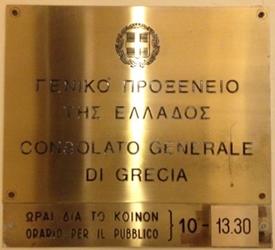 ΓΕΝΙΚΟ ΠΡΟΞΕΝΕΙΟ
ΤΗΣ ΕΛΛΑΔΟΣ
CONSOLATO GENERALE
DI GRECIA
ΩΡΑΙ ΔΙΑ ΤΟ ΚΟΙΝΟΝ
ORARIO PER IL PUBBLICO } 10 - 13.30